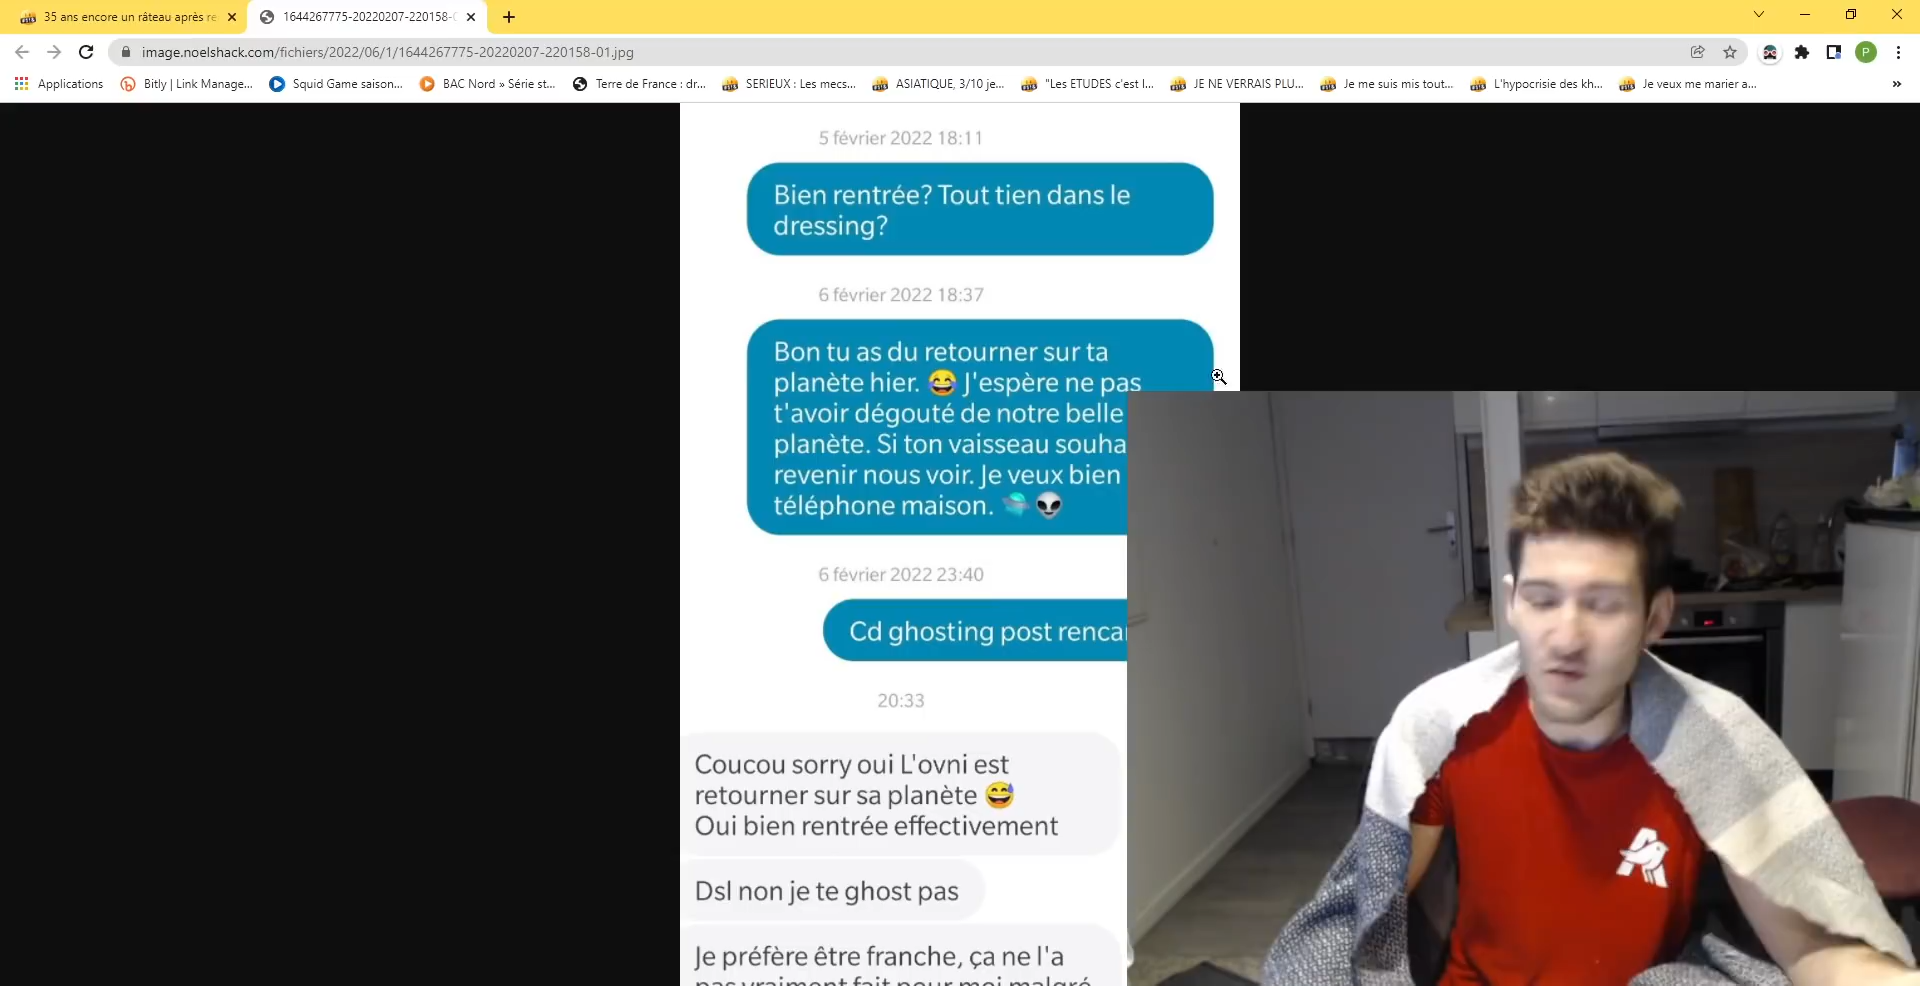 35 ans encore un râteau après re
1644267775-20220207-220158-0
image.noelshack.com/fichiers/2022/06/1/1644267775-20220207-220158-01.jpg
P
Applications
Bitly | Link Manage...
Squid Game saison...
BAC Nord » Série st...
Terre de France : dr...
SERIEUX : Les mecs...
ASIATIQUE, 3/10 je...
"Les ETUDES c'est l...
JE NE VERRAIS PLU...
Je me suis mis tout...
L'hypocrisie des kh...
Je veux me marier a...
»
5 février 2022 18:11
Bien rentrée? Tout tien dans le
dressing?
6 février 2022 18:37
Bon tu as du retourner sur ta
planète hier. 😂 J'espère ne pas
t'avoir dégouté de notre belle
planète. Si ton vaisseau souha
revenir nous voir. Je veux bien
téléphone maison. 🛸👽
6 février 2022 23:40
Cd ghosting post renca
20:33
Coucou sorry oui L'ovni est
retourner sur sa planète 😅
Oui bien rentrée effectivement
Dsl non je te ghost pas
Je préfère être franche, ça ne l'a
pas vraiment fait pour moi malgré